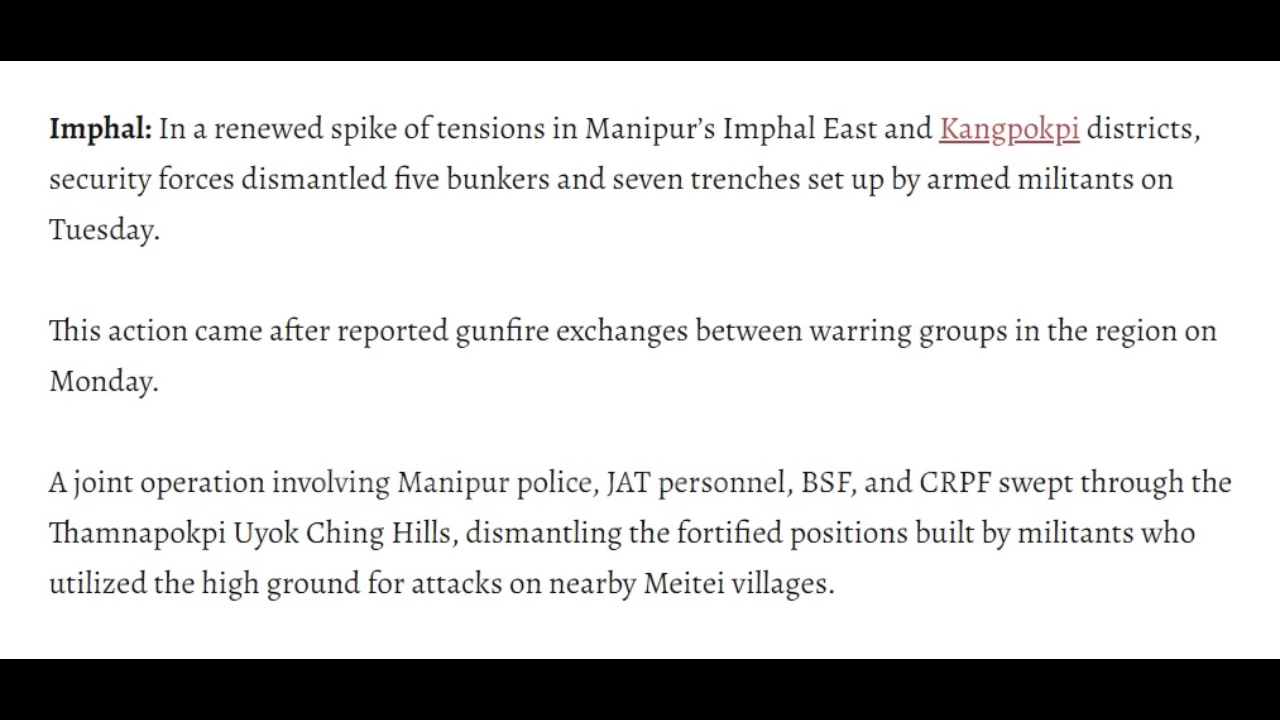 Imphal: In a renewed spike of tensions in Manipur’s Imphal East and Kangpokpi districts,
security forces dismantled five bunkers and seven trenches set up by armed militants on
Tuesday.
This action came after reported gunfire exchanges between warring groups in the region on
Monday.
A joint operation involving Manipur police, JAT personnel, BSF, and CRPF swept through the
Thamnapokpi Uyok Ching Hills, dismantling the fortified positions built by militants who
utilized the high ground for attacks on nearby Meitei villages.